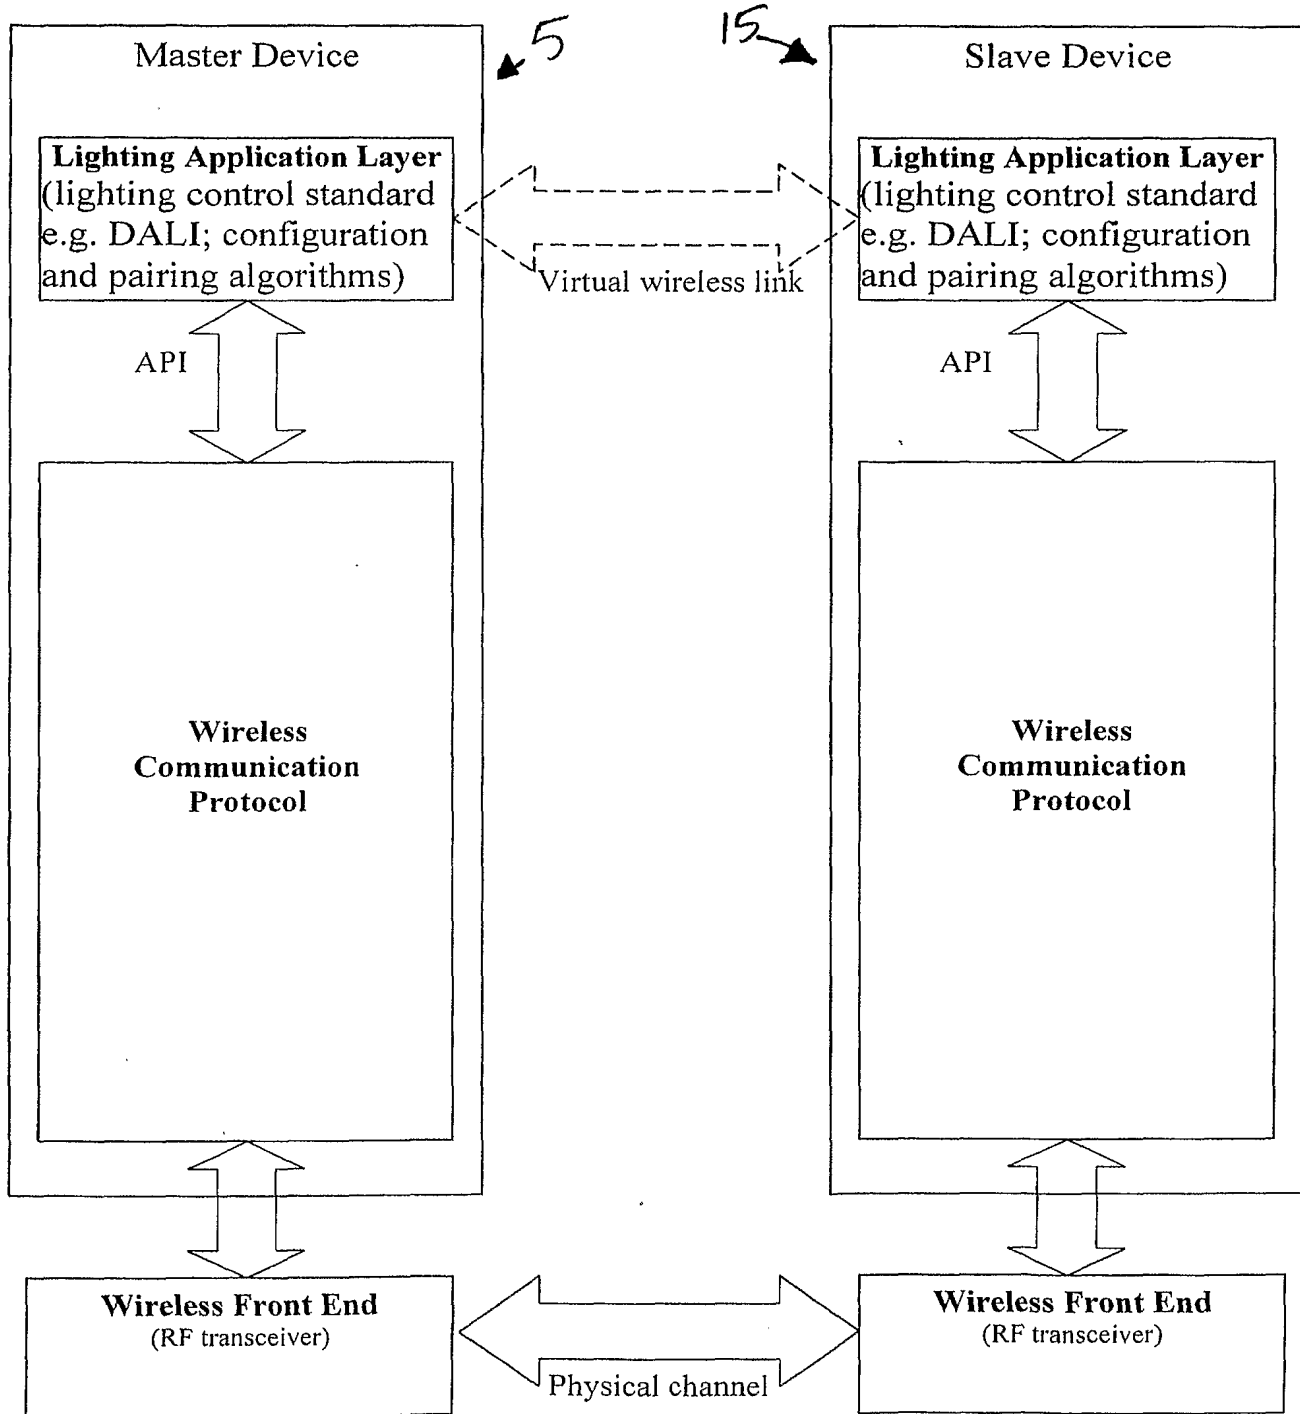 5
15
Master Device
Slave Device
Lighting Application Layer
(lighting control standard
e.g. DALI; configuration
and pairing algorithms)
Virtual wireless link
Lighting Application Layer
(lighting control standard
e.g. DALI; configuration
and pairing algorithms)
API
API
Wireless
Communication
Protocol
Wireless
Communication
Protocol
Wireless Front End
(RF transceiver)
Physical channel
Wireless Front End
(RF transceiver)